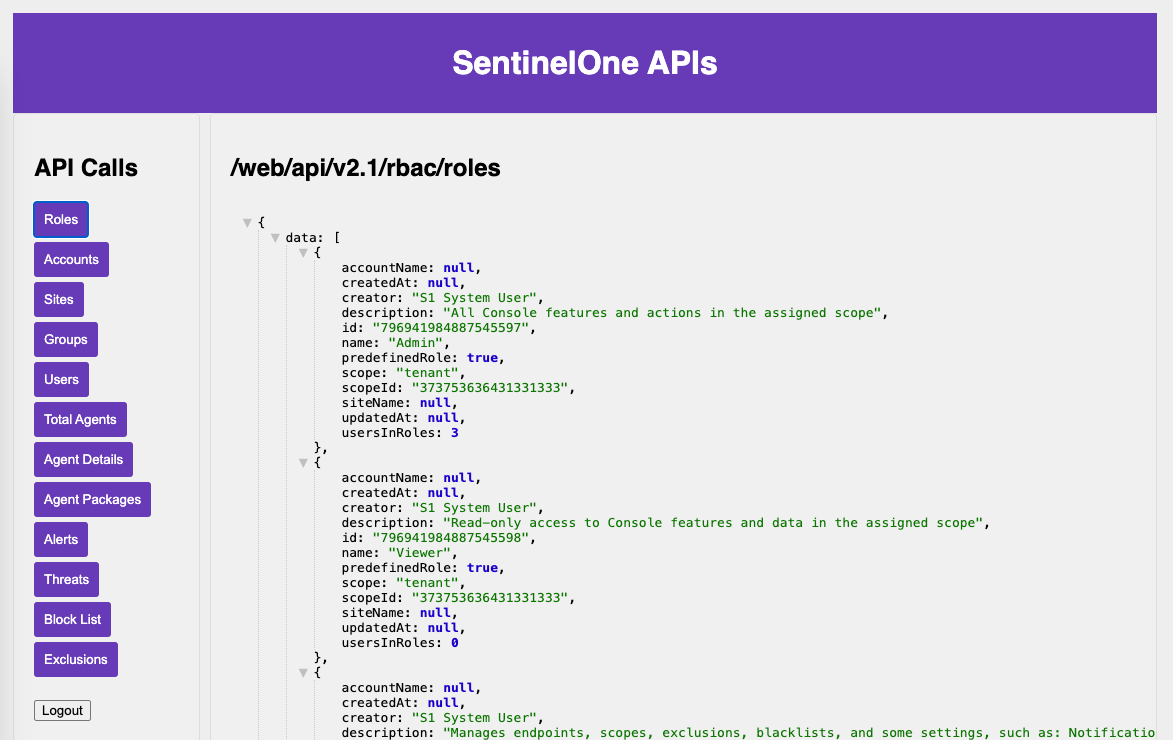 SentinelOne APIs
API Calls
Roles
Accounts
Sites
Groups
Users
Total Agents
Agent Details
Agent Packages
Alerts
Threats
Block List
Exclusions
Logout
/web/api/v2.1/rbac/roles
{
data: [
{
accountName: null,
createdAt: null,
creator: "S1 System User",
description: "All Console features and actions in the assigned scope",
id: "796941984887545597",
name: "Admin",
predefinedRole: true,
scope: "tenant",
scopeId: "373753636431331333",
siteName: null,
updatedAt: null,
usersInRoles: 3
},
{
accountName: null,
createdAt: null,
creator: "S1 System User",
description: "Read-only access to Console features and data in the assigned scope",
id: "796941984887545598",
name: "Viewer",
predefinedRole: true,
scope: "tenant",
scopeId: "373753636431331333",
siteName: null,
updatedAt: null,
usersInRoles: 0
},
{
accountName: null,
createdAt: null,
creator: "S1 System User",
description: "Manages endpoints, scopes, exclusions, blacklists, and some settings, such as: Notificatio